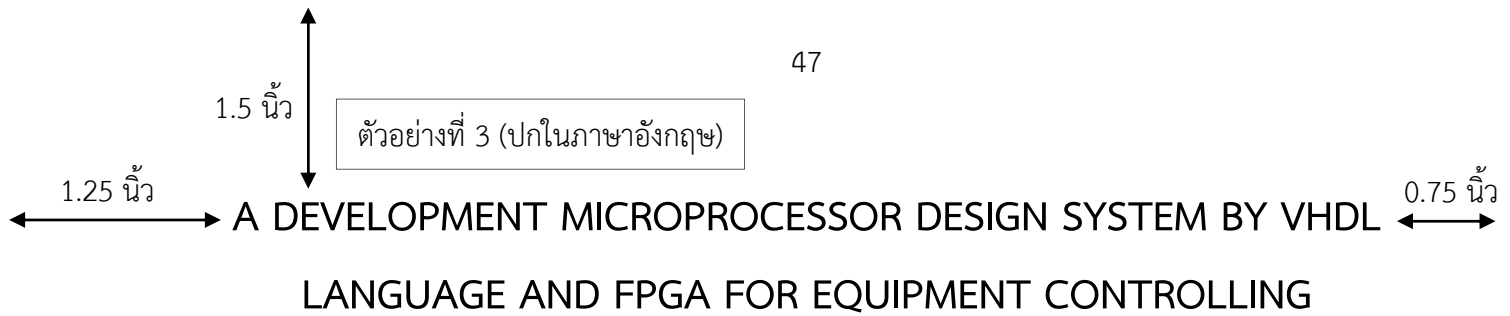 47
1.5 นิ้ว
ตัวอย่างที่ 3 (ปกในภาษาอังกฤษ)
1.25 นิ้ว
0.75 นิ้ว
A DEVELOPMENT MICROPROCESSOR DESIGN SYSTEM BY VHDL
LANGUAGE AND FPGA FOR EQUIPMENT CONTROLLING